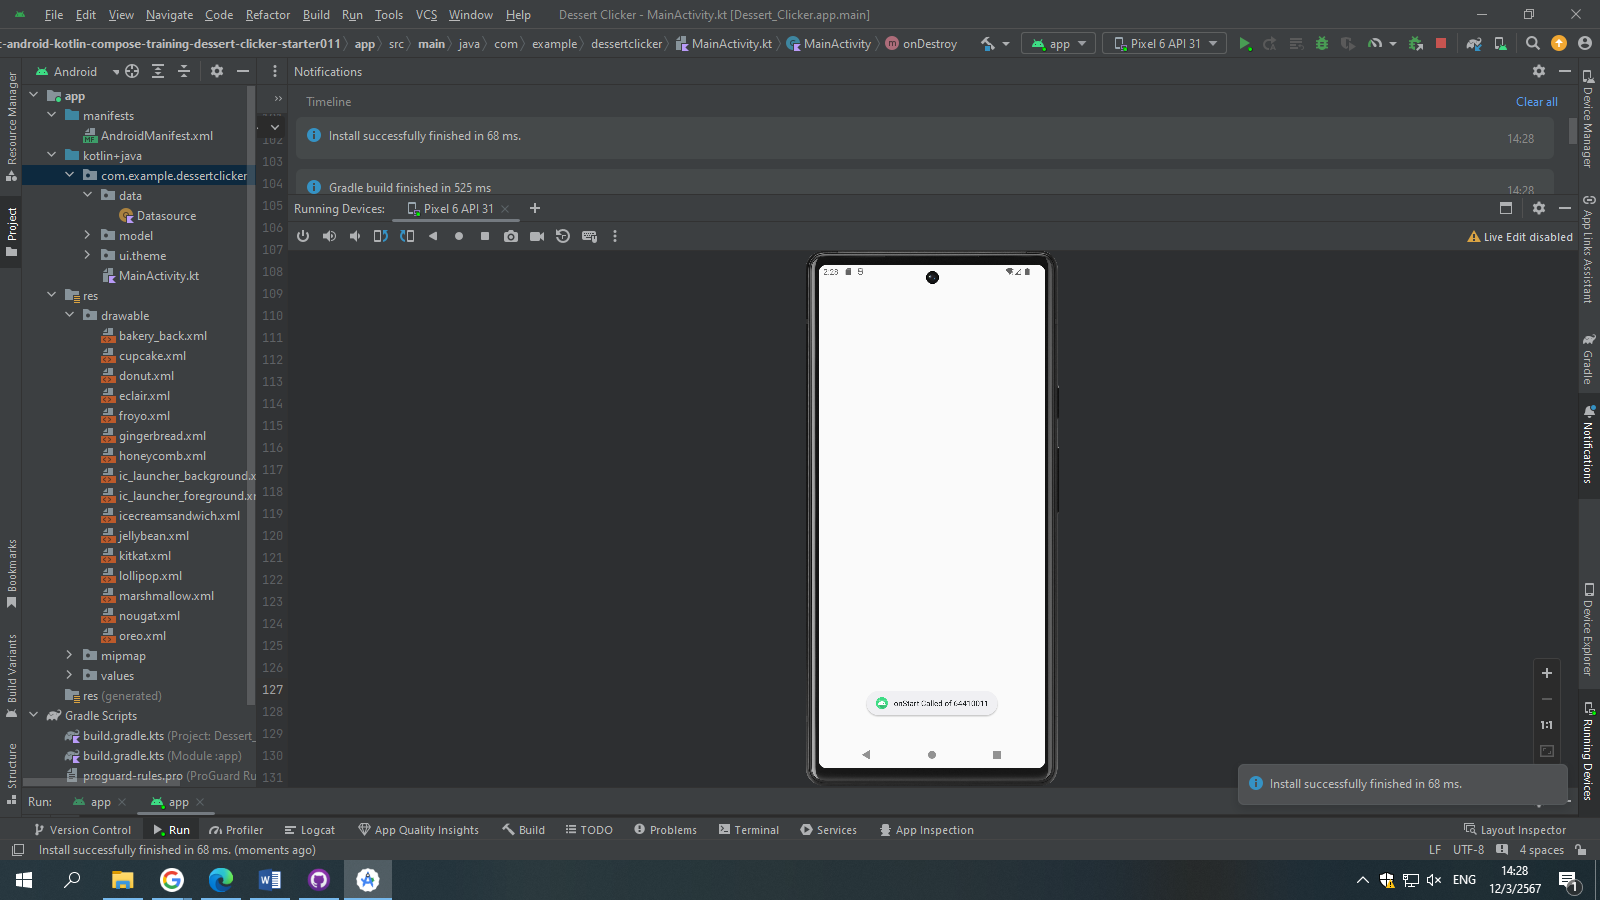 File Edit View Navigate Code Refactor Build Run Tools VCS Window Help Dessert Clicker - MainActivity.kt [Dessert_Clicker.app.main]
-android-kotlin-compose-training-dessert-clicker-starter011 app src main java com example dessertclicker MainActivity.kt MainActivity onDestroy app Pixel 6 API 31
Android
Notifications
Timeline
Clear all
Install successfully finished in 68 ms.
14:28
Gradle build finished in 525 ms
14:28
Running Devices: Pixel 6 API 31
Live Edit disabled
app
manifests
AndroidManifest.xml
kotlin+java
com.example.dessertclicker
data
Datasource
model
ui.theme
MainActivity.kt
res
drawable
bakery_back.xml
cupcake.xml
donut.xml
eclair.xml
froyo.xml
gingerbread.xml
honeycomb.xml
ic_launcher_background.x
ic_launcher_foreground.xr
icecreamsandwich.xml
jellybean.xml
kitkat.xml
lollipop.xml
marshmallow.xml
nougat.xml
oreo.xml
mipmap
values
res (generated)
Gradle Scripts
build.gradle.kts (Project: Dessert_
build.gradle.kts (Module :app)
proguard-rules.pro (ProGuard Ru
102
103
104
105
106
107
108
109
110
111
112
113
114
115
116
117
118
119
120
121
122
123
124
125
126
127
128
129
130
131
2:28
onStart Called of 64410011
1:1
Install successfully finished in 68 ms.
Resource Manager
Project
Bookmarks
Build Variants
Structure
Device Manager
App Links Assistant
Gradle
Notifications
Device Explorer
Running Devices
Run: app app
Version Control Run Profiler Logcat App Quality Insights Build TODO Problems Terminal Services App Inspection Layout Inspector
Install successfully finished in 68 ms. (moments ago)
LF UTF-8 4 spaces
ENG
14:28
12/3/2567
1